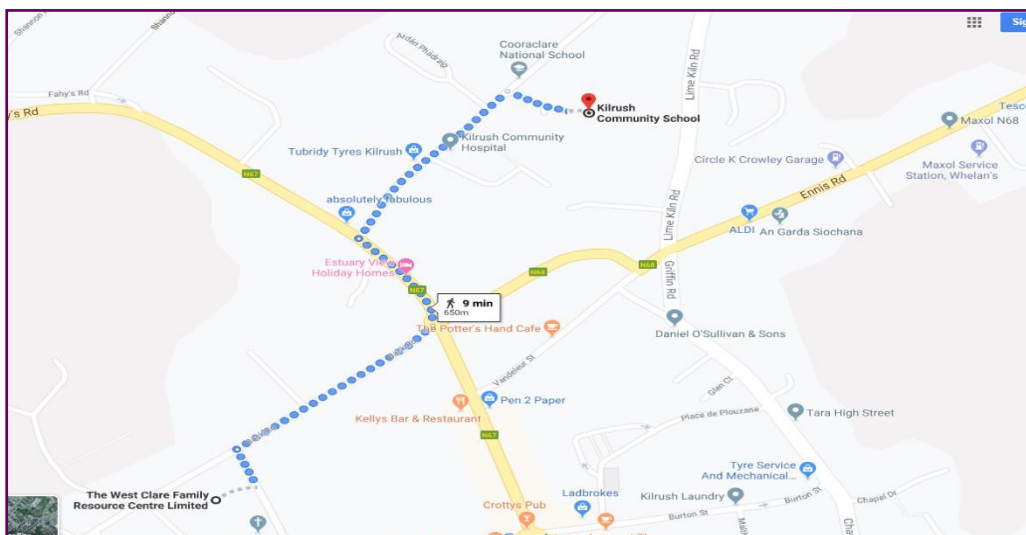 Shannon
Shanno
Sig
Ardán Phádraig
Cooraclare
National School
Lime Kiln Rd
Fahy's Rd
y's Rd
Kilrush
Community School
Tesco
Maxol N68
Kilrush Community
Hospital
Tubridy Tyres Kilrush
Circle K Crowley Garage
Maxol Service
Station, Whelan's
N67
Ennis Rd
absolutely fabulous
Lime Kiln Rd
ALDI
An Garda Siochana
Estuary View
Holiday Homes
N68
N68
Griffin Rd
N67
9 min
650m
The Potter's Hand Cafe
Daniel O'Sullivan & Sons
Vandeleur St
Glen Ct
Pen 2 Paper
Kellys Bar & Restaurant
Place de Plouzane
Tara High Street
N67
Tyre Service
And Mechanical...
The West Clare Family
Resource Centre Limited
Ladbrokes
Kilrush Laundry
Burton St
Chapel Dr
Crottys Pub
Burton St